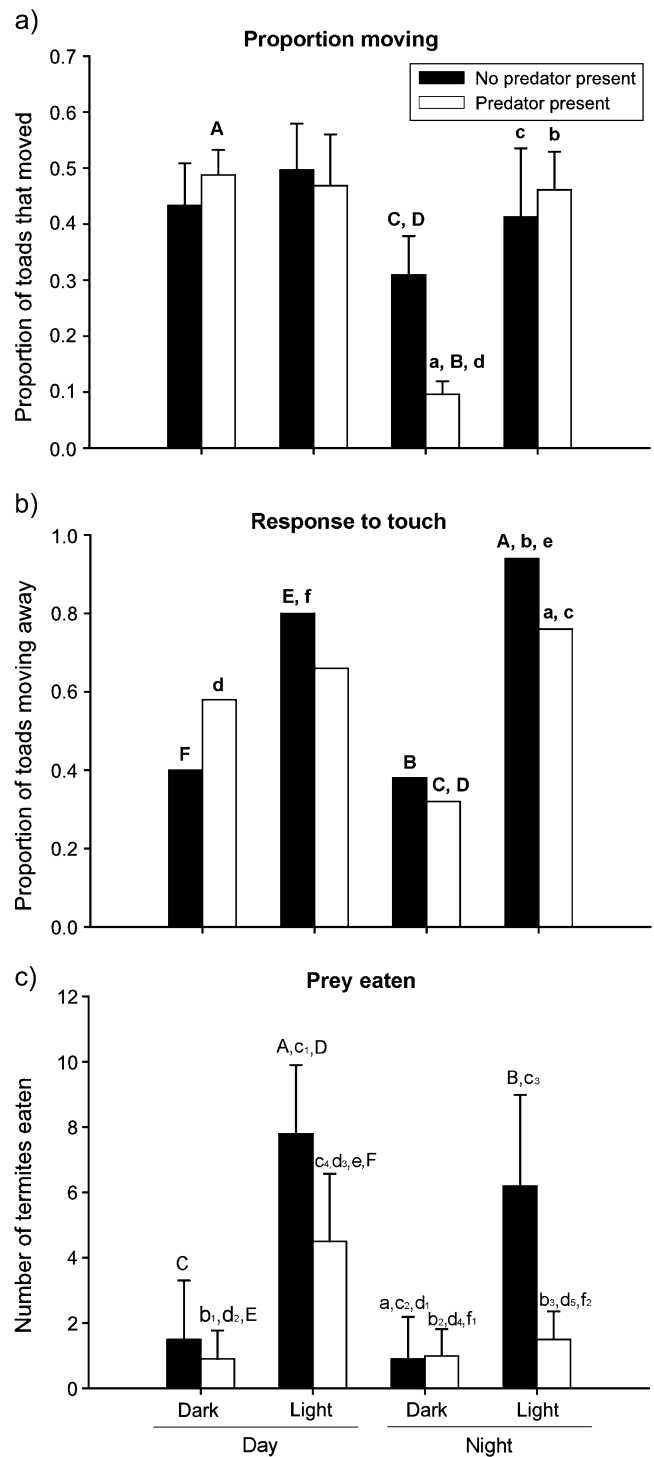 a)
Proportion moving
Proportion of toads that moved
0.7
0.6
0.5
0.4
0.3
0.2
0.1
0.0
No predator present
Predator present
A
C, D
a, B, d
c
b
b)
Response to touch
Proportion of toads moving away
1.0
0.8
0.6
0.4
0.2
0.0
F
d
E, f
B
C, D
A, b, e
a, c
c)
Prey eaten
Number of termites eaten
12
10
8
6
4
2
0
C
b₁,d₂,E
A,c₁,D
c₄,d₃,e,F
a,c₂,d₁
b₂,d₄,f₁
B,c₃
b₃,d₅,f₂
Dark Light Dark Light
Day Night